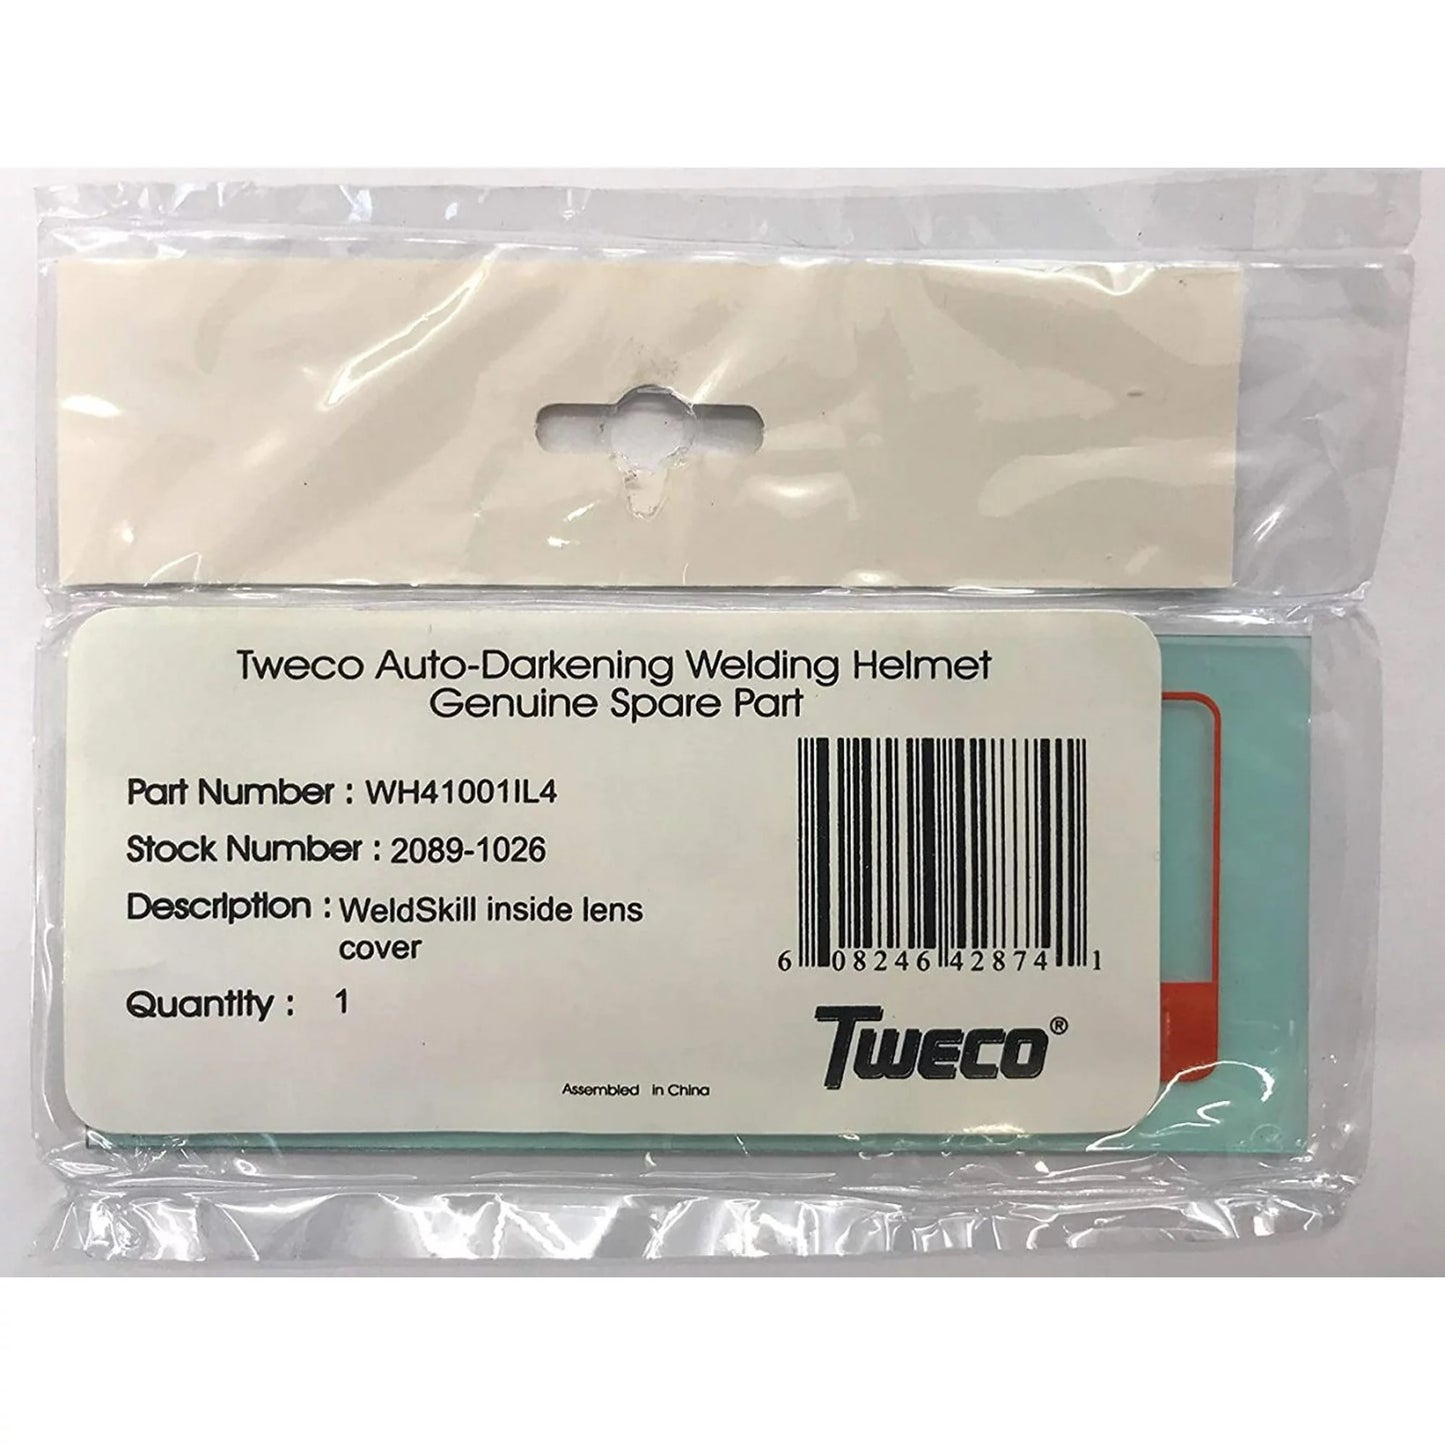 Tweco Auto-Darkening Welding Helmet
Genuine Spare Part
Part Number : WH41001IL4
Stock Number : 2089-1026
Description : WeldSkill inside lens
cover
Quantity : 1
6 08246 42874 1
TWECO®
Assembled in China